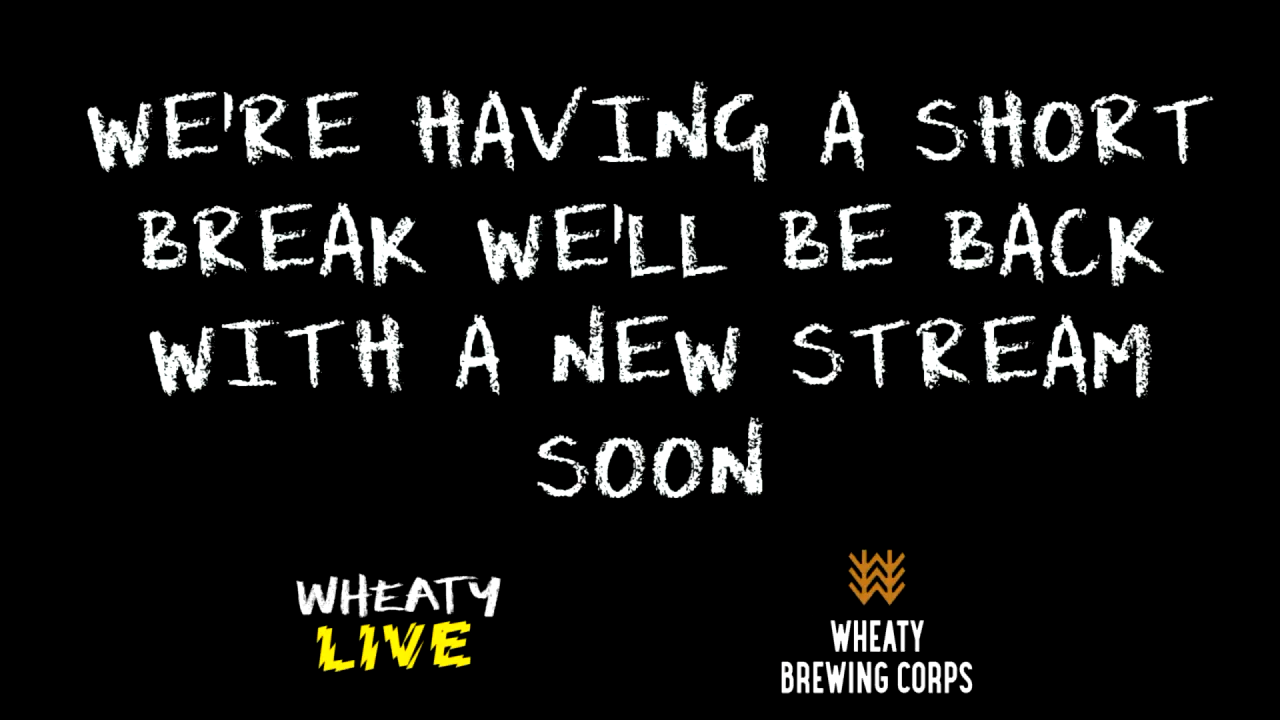 WE'RE HAVING A SHORT
BREAK WE'LL BE BACK
WITH A NEW STREAM
SOON
WHEATY
LIVE
WHEATY
BREWING CORPS